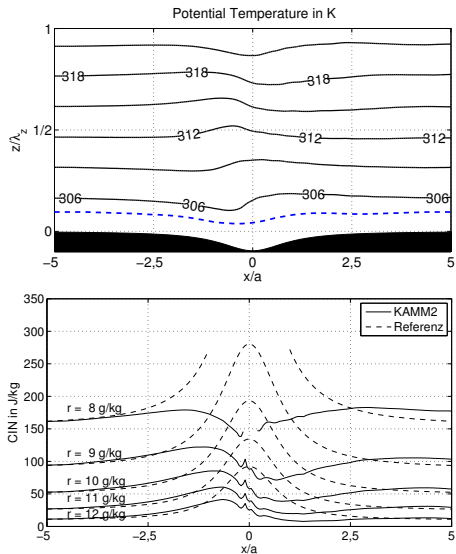 Potential Temperature in K
1
318
318
z/λz
1/2
312
312
312
306
306
306
306
0
−5
−2,5
0
2,5
5
x/a
350
KAMM2
Referenz
300
250
200
CIN in J/kg
150
r = 8 g/kg
100
r = 9 g/kg
r = 10 g/kg
50
r = 11 g/kg
r = 12 g/kg
0
−5
−2,5
0
2,5
5
x/a